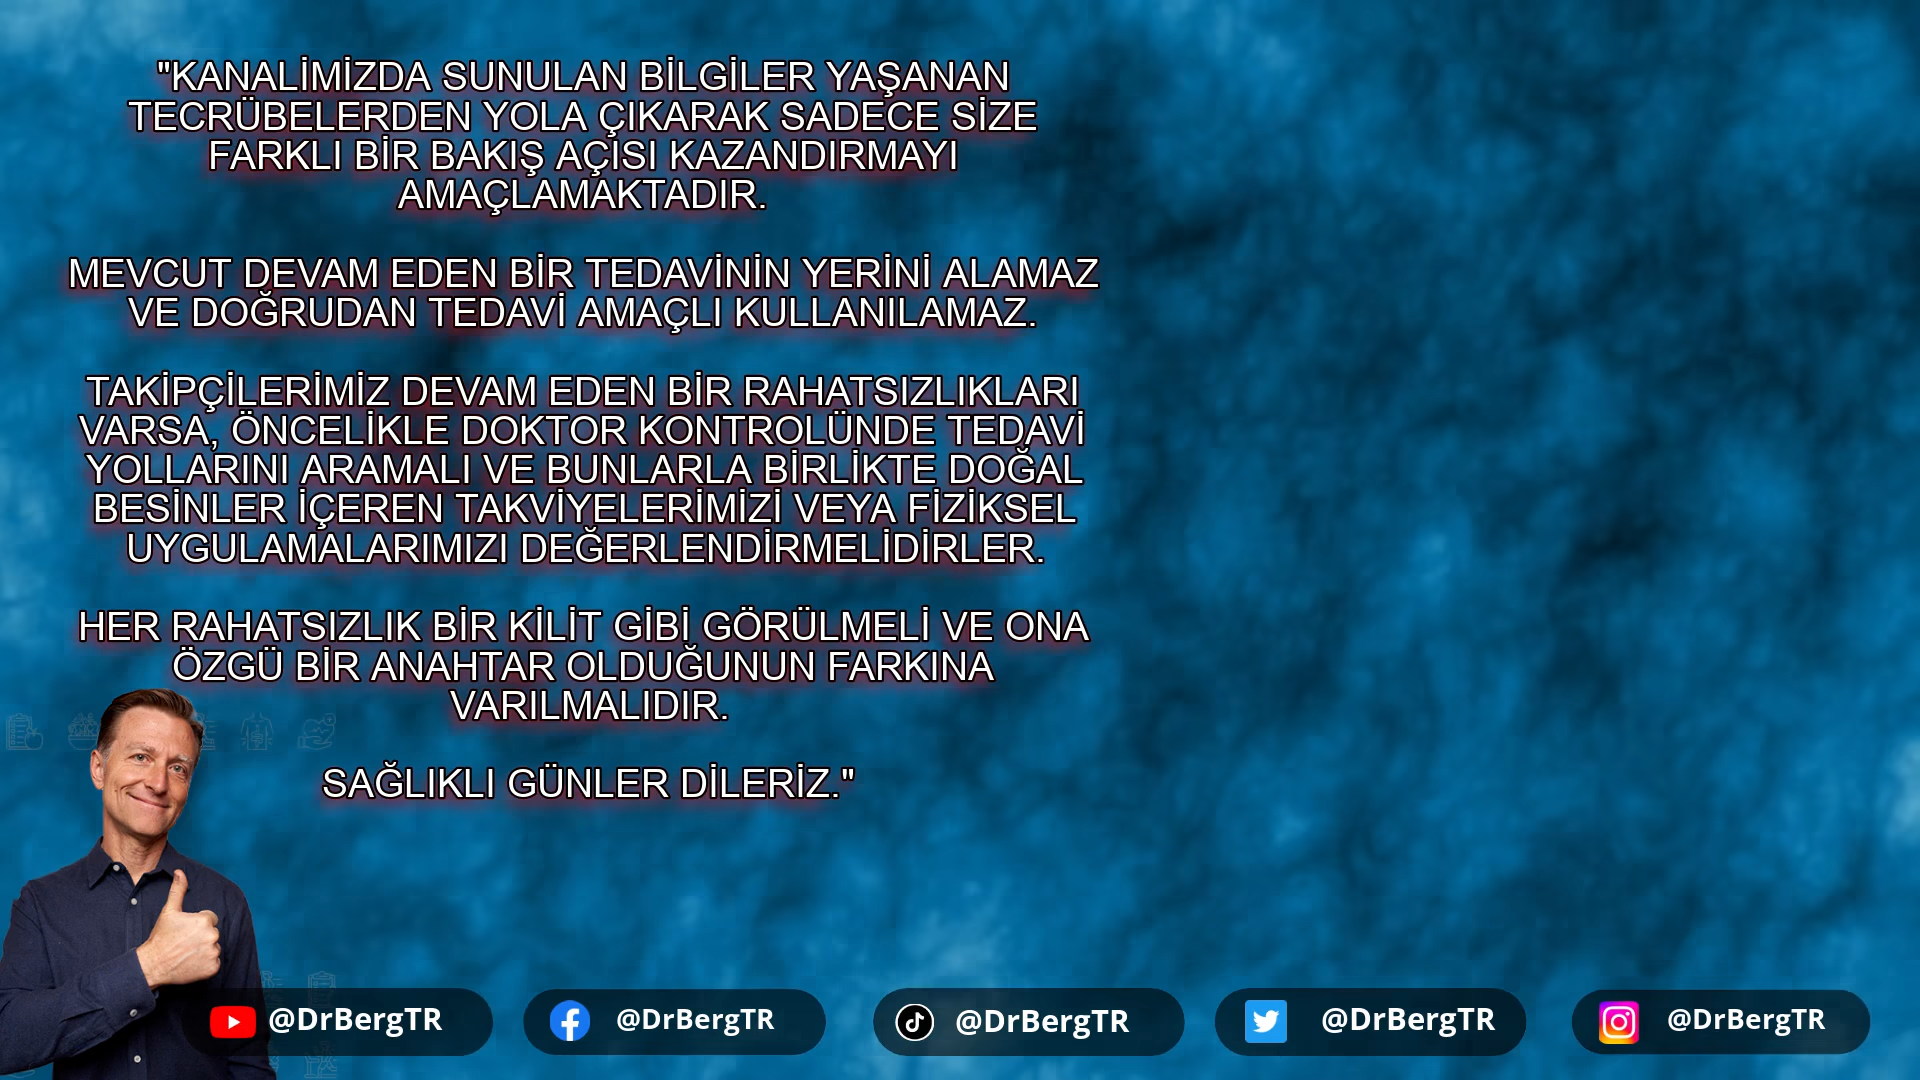 "KANALİMİZDA SUNULAN BİLGİLER YAŞANAN
TECRÜBELERDEN YOLA ÇIKARAK SADECE SİZE
FARKLI BİR BAKIŞ AÇISI KAZANDIRMAYI
AMAÇLAMAKTADIR.
MEVCUT DEVAM EDEN BİR TEDAVİNİN YERİNİ ALAMAZ
VE DOĞRUDAN TEDAVİ AMAÇLI KULLANILAMAZ.
TAKİPÇİLERİMİZ DEVAM EDEN BİR RAHATSIZLIKLARI
VARSA, ÖNCELİKLE DOKTOR KONTROLÜNDE TEDAVİ
YOLLARINI ARAMALI VE BUNLARLA BİRLİKTE DOĞAL
BESİNLER İÇEREN TAKVİYELERİMİZİ VEYA FİZİKSEL
UYGULAMALARIMIZI DEĞERLENDİRMELİDİRLER.
HER RAHATSIZLIK BİR KİLİT GİBİ GÖRÜLMELİ VE ONA
ÖZGÜ BİR ANAHTAR OLDUĞUNUN FARKINA
VARILMALIDIR.
SAĞLIKLI GÜNLER DİLERİZ."
@DrBergTR
@DrBergTR
@DrBergTR
@DrBergTR
@DrBergTR